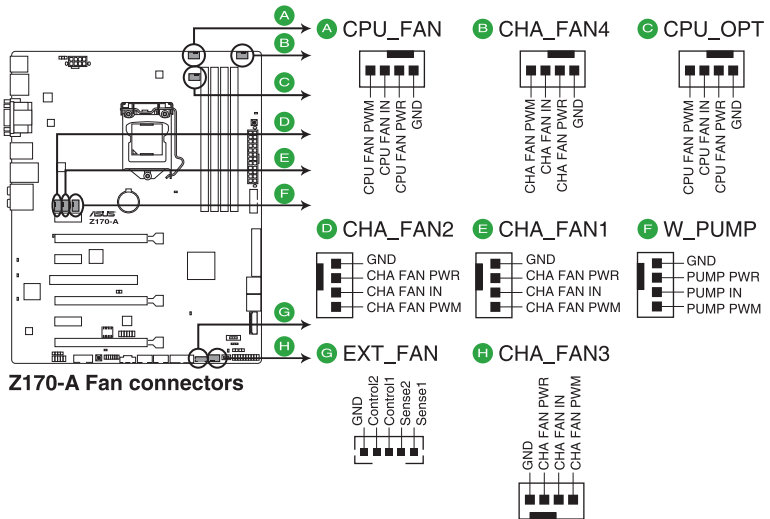 A
B
C
D
E
F
G
H
A CPU_FAN
CPU FAN PWM
CPU FAN IN
CPU FAN PWR
GND
B CHA_FAN4
CHA FAN PWM
CHA FAN IN
CHA FAN PWR
GND
C CPU_OPT
CPU FAN PWM
CPU FAN IN
CPU FAN PWR
GND
D CHA_FAN2
GND
CHA FAN PWR
CHA FAN IN
CHA FAN PWM
E CHA_FAN1
GND
CHA FAN PWR
CHA FAN IN
CHA FAN PWM
F W_PUMP
GND
PUMP PWR
PUMP IN
PUMP PWM
G EXT_FAN
GND
Control2
Control1
Sense2
Sense1
H CHA_FAN3
GND
CHA FAN PWR
CHA FAN IN
CHA FAN PWM
ASUS
Z170-A
Z170-A Fan connectors